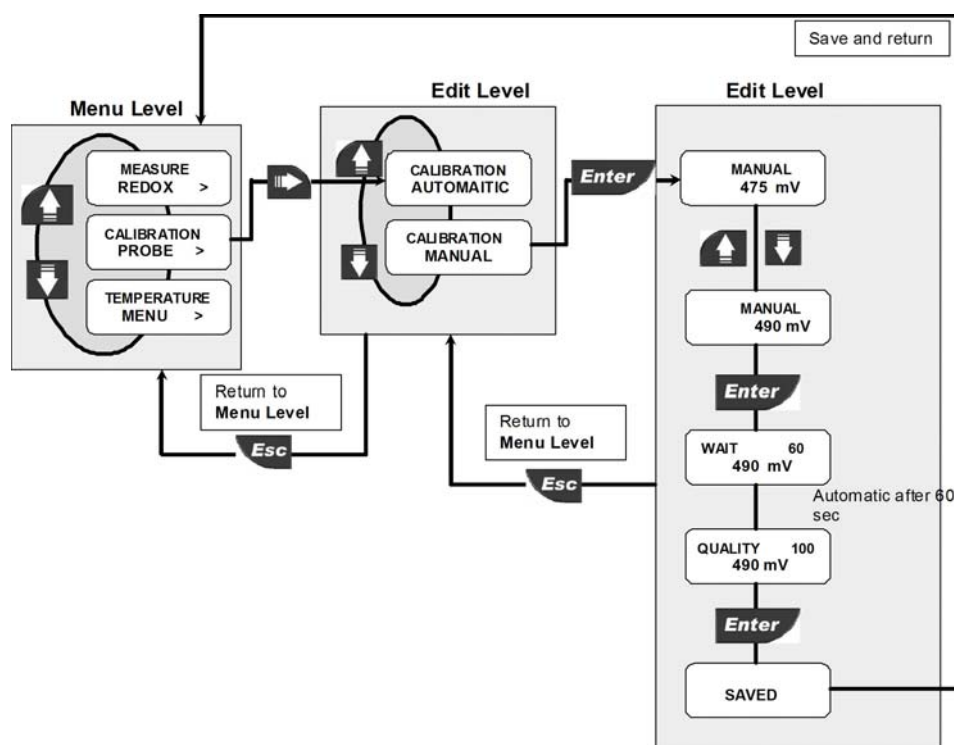 Save and return
Menu Level
MEASURE
REDOX >
CALIBRATION
PROBE >
TEMPERATURE
MENU >
Edit Level
CALIBRATION
AUTOMAITIC
CALIBRATION
MANUAL
Enter
Edit Level
MANUAL
475 mV
MANUAL
490 mV
Enter
WAIT 60
490 mV
Automatic after 60
sec
QUALITY 100
490 mV
Enter
SAVED
Return to
Menu Level
Esc
Return to
Menu Level
Esc